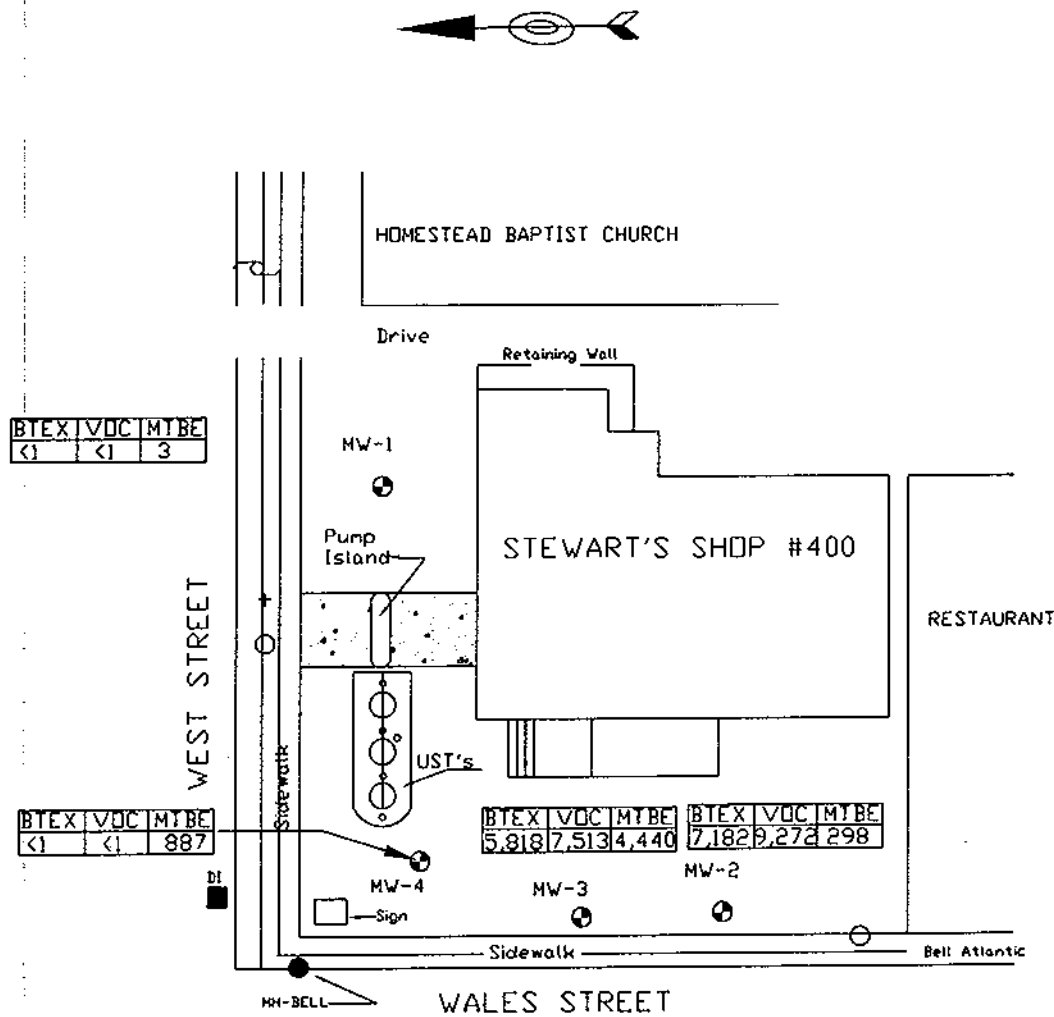 HOMESTEAD BAPTIST CHURCH
Drive
Retaining Wall
BTEX VOC MTBE
<1 <1 3
MW-1
Pump
Island
STEWART'S SHOP #400
RESTAURANT
WEST STREET
Sidewalk
UST's
BTEX VOC MTBE
<1 <1 887
BTEX VOC MTBE
5,818 7,513 4,440
BTEX VOC MTBE
7,182 9,272 298
DI
MW-4
MW-3
MW-2
Sign
Sidewalk
Bell Atlantic
MH-BELL
WALES STREET